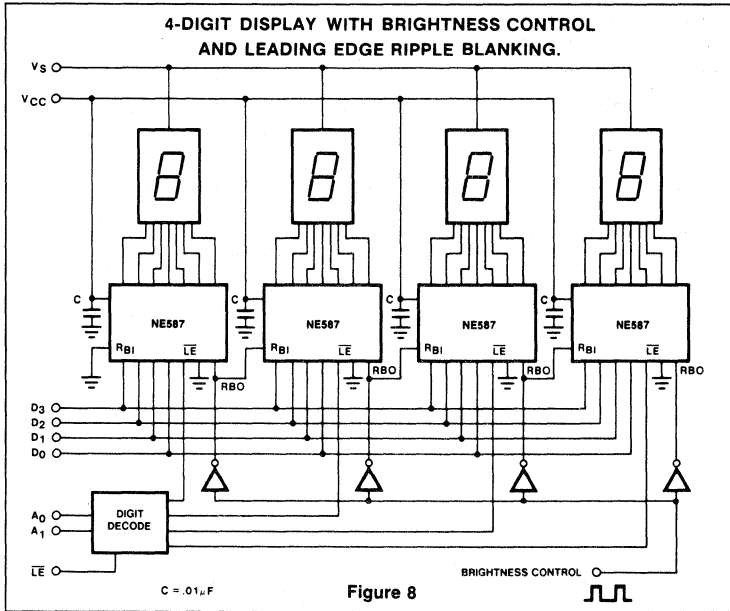 4-DIGIT DISPLAY WITH BRIGHTNESS CONTROL
AND LEADING EDGE RIPPLE BLANKING.
VS
VCC
C
C
C
C
NE587
NE587
NE587
NE587
RBI
LE
RBI
LE
RBI
LE
RBI
LE
RBO
RBO
RBO
RBO
D3
D2
D1
D0
A0
A1
DIGIT
DECODE
LE
BRIGHTNESS CONTROL
C = .01μF
Figure 8